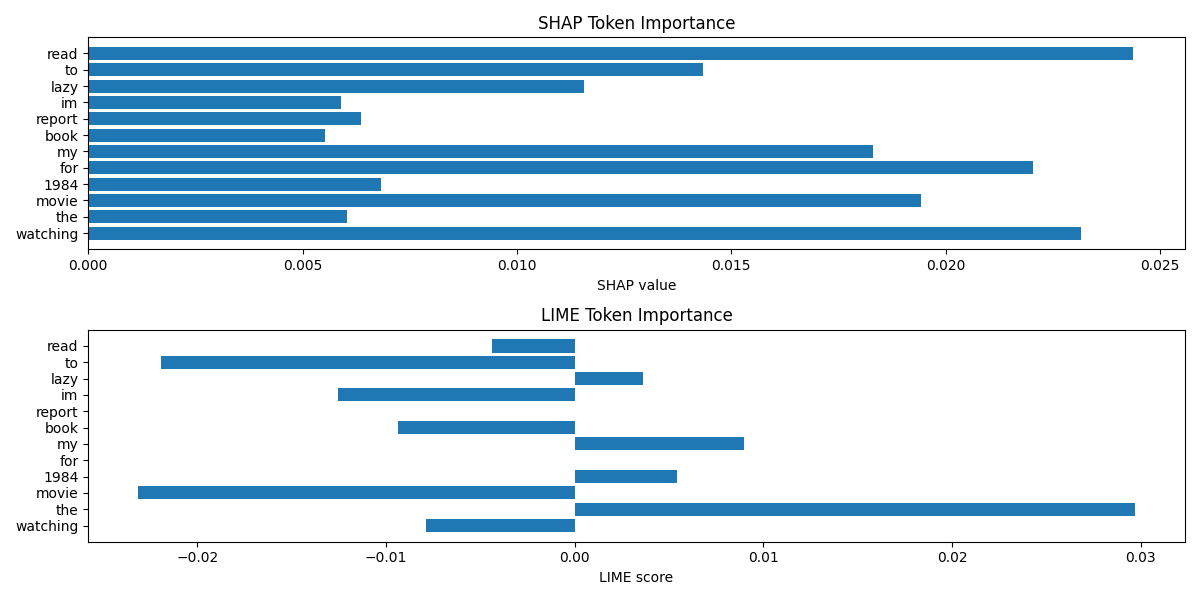 SHAP Token Importance
read
to
lazy
im
report
book
my
for
1984
movie
the
watching
0.000 0.005 0.010 0.015 0.020 0.025
SHAP value
LIME Token Importance
read
to
lazy
im
report
book
my
for
1984
movie
the
watching
−0.02 −0.01 0.00 0.01 0.02 0.03
LIME score